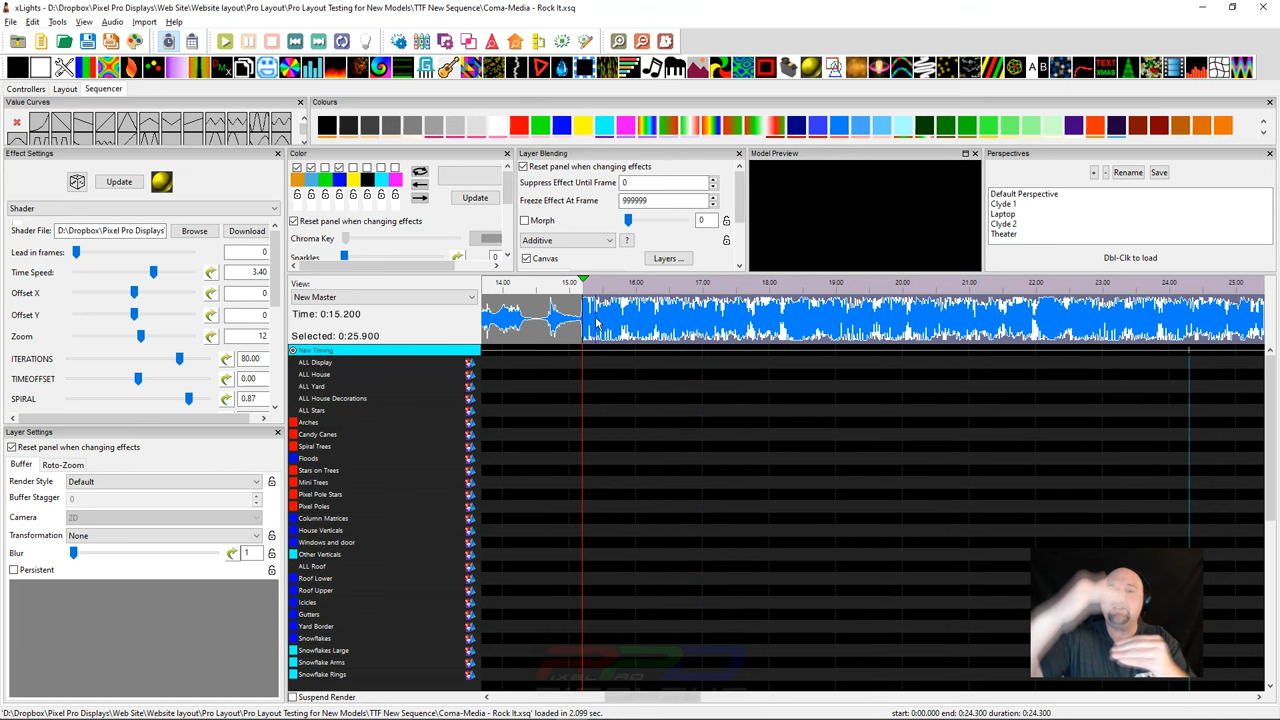 xLights - D:\Dropbox\Pixel Pro Displays\Web Site\Website layout\Pro Layout\Pro Layout Testing for New Models\TTF New Sequence\Coma-Media - Rock It.xsq
File Edit Tools View Audio Import Help
Controllers Layout Sequencer
Value Curves
Colours
Effect Settings
Update
Shader
Shader File: D:\Dropbox\Pixel Pro Displays Browse Download
Lead in frames: 0
Time Speed: 3.40
Offset X 0
Offset Y 0
Zoom 12
ITERATIONS 80.00
TIMEOFFSET 0.00
SPIRAL 0.87
Color
Update
Reset panel when changing effects
Chroma Key
Sparkles 0
Layer Blending
Reset panel when changing effects
Suppress Effect Until Frame 0
Freeze Effect At Frame 999999
Morph 0
Additive ?
Canvas Layers ...
Model Preview
Perspectives
+ - Rename Save
Default Perspective
Clyde 1
Laptop
Clyde 2
Theater
Dbl-Clk to load
Layer Settings
Reset panel when changing effects
Buffer Roto-Zoom
Render Style Default
Buffer Stagger 0
Camera 2D
Transformation None
Blur 1
Persistent
View:
New Master
Time: 0:15.200
Selected: 0:25.900
14.00 15.00 16.00 17.00 18.00 19.00 20.00 21.00 22.00 23.00 24.00 25.00
New Timing
ALL Display
ALL House
ALL Yard
ALL House Decorations
ALL Stars
Arches
Candy Canes
Spiral Trees
Floods
Stars on Trees
Mini Trees
Pixel Pole Stars
Pixel Poles
Column Matrices
House Verticals
Windows and door
Other Verticals
ALL Roof
Roof Lower
Roof Upper
Icicles
Gutters
Yard Border
Snowflakes
Snowflakes Large
Snowflake Arms
Snowflake Rings
Suspend Render
'D:\Dropbox\Pixel Pro Displays\Web Site\Website layout\Pro Layout\Pro Layout Testing for New Models\TTF New Sequence\Coma-Media - Rock It.xsq' loaded in 2.099 sec.
start: 0:00.000 end: 0:24.300 duration: 0:24.300